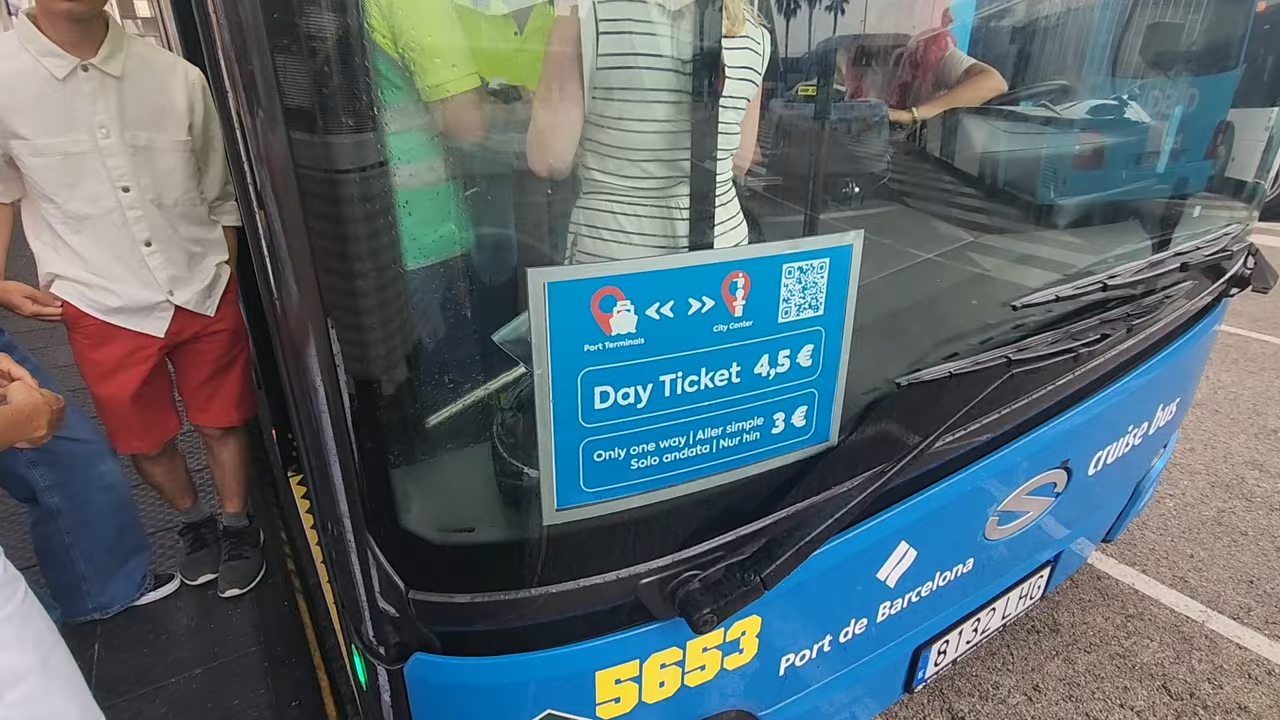 Port Terminals
<< >>
City Center
Day Ticket 4,5 €
Only one way | Aller simple
Solo andata | Nur hin
3 €
cruise bus
Port de Barcelona
8132 LHG
5653